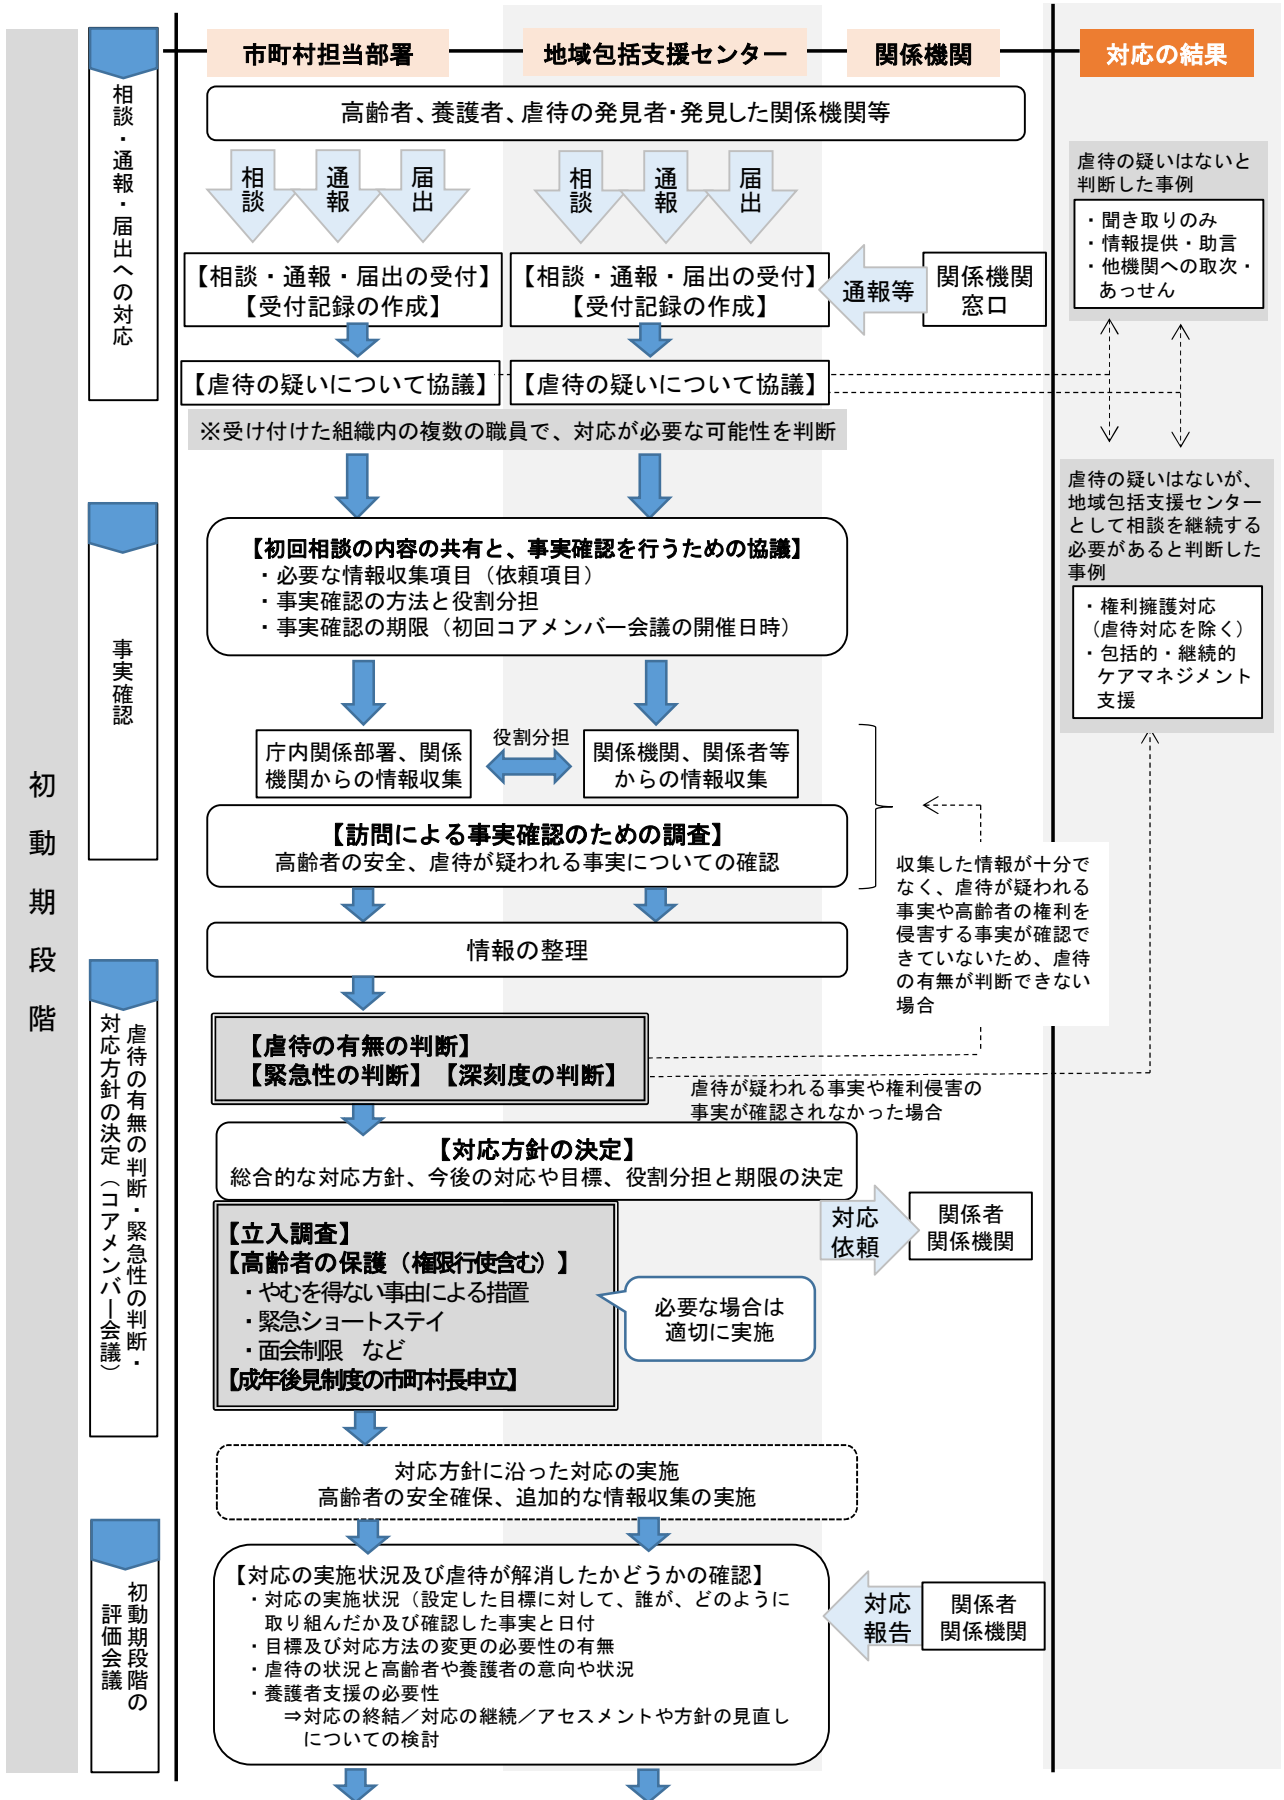 市町村担当部署
地域包括支援センター
関係機関
対応の結果
初動期段階
相談・通報・届出への対応
高齢者、養護者、虐待の発見者・発見した関係機関等
相談
通報
届出
相談
通報
届出
【相談・通報・届出の受付】
【受付記録の作成】
【相談・通報・届出の受付】
【受付記録の作成】
通報等
関係機関
窓口
【虐待の疑いについて協議】
【虐待の疑いについて協議】
※受け付けた組織内の複数の職員で、対応が必要な可能性を判断
虐待の疑いはないと
判断した事例
・聞き取りのみ
・情報提供・助言
・他機関への取次・
あっせん
虐待の疑いはないが、
地域包括支援センター
として相談を継続する
必要があると判断した
事例
・権利擁護対応
（虐待対応を除く）
・包括的・継続的
ケアマネジメント
支援
事実確認
【初回相談の内容の共有と、事実確認を行うための協議】
・必要な情報収集項目（依頼項目）
・事実確認の方法と役割分担
・事実確認の期限（初回コアメンバー会議の開催日時）
庁内関係部署、関係
機関からの情報収集
役割分担
関係機関、関係者等
からの情報収集
【訪問による事実確認のための調査】
高齢者の安全、虐待が疑われる事実についての確認
収集した情報が十分で
なく、虐待が疑われる
事実や高齢者の権利を
侵害する事実が確認で
きていないため、虐待
の有無が判断できない
場合
情報の整理
虐待の有無の判断・緊急性の判断・
対応方針の決定（コアメンバー会議）
【虐待の有無の判断】
【緊急性の判断】【深刻度の判断】
虐待が疑われる事実や権利侵害の
事実が確認されなかった場合
【対応方針の決定】
総合的な対応方針、今後の対応や目標、役割分担と期限の決定
対応
依頼
関係者
関係機関
【立入調査】
【高齢者の保護（権限行使含む）】
・やむを得ない事由による措置
・緊急ショートステイ
・面会制限　など
【成年後見制度の市町村長申立】
必要な場合は
適切に実施
対応方針に沿った対応の実施
高齢者の安全確保、追加的な情報収集の実施
初動期段階の
評価会議
【対応の実施状況及び虐待が解消したかどうかの確認】
・対応の実施状況（設定した目標に対して、誰が、どのように
取り組んだか及び確認した事実と日付
・目標及び対応方法の変更の必要性の有無
・虐待の状況と高齢者や養護者の意向や状況
・養護者支援の必要性
⇒対応の終結／対応の継続／アセスメントや方針の見直し
についての検討
対応
報告
関係者
関係機関